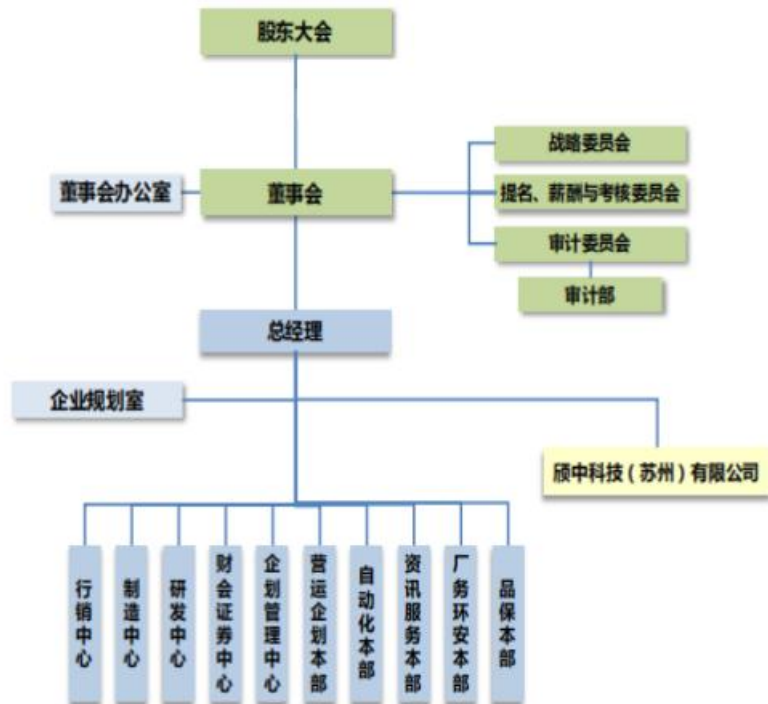 股东大会
战略委员会
董事会办公室
董事会
提名、薪酬与考核委员会
审计委员会
审计部
总经理
企业规划室
颀中科技（苏州）有限公司
行销中心
制造中心
研发中心
财会证券中心
企划管理中心
营运企划本部
自动化本部
资讯服务本部
厂务环安本部
品保本部